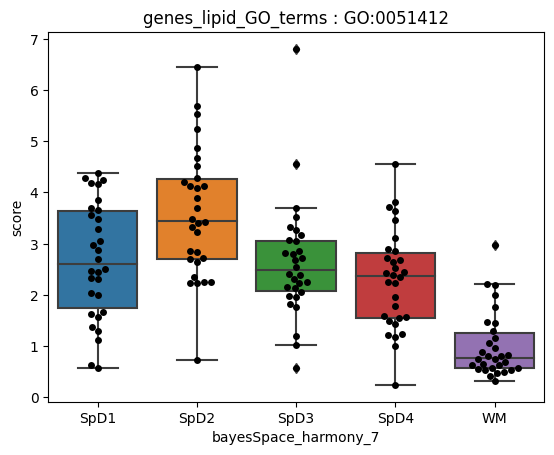 genes_lipid_GO_terms : GO:0051412
7
6
5
4
3
2
1
0
score
SpD1 SpD2 SpD3 SpD4 WM
bayesSpace_harmony_7